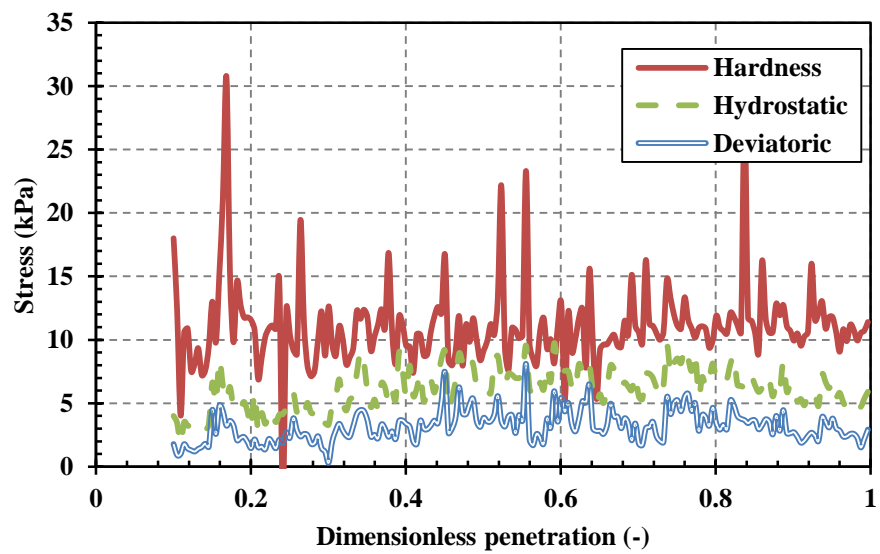 35
30
25
20
15
10
5
0
Stress (kPa)
Hardness
Hydrostatic
Deviatoric
0 0.2 0.4 0.6 0.8 1
Dimensionless penetration (-)